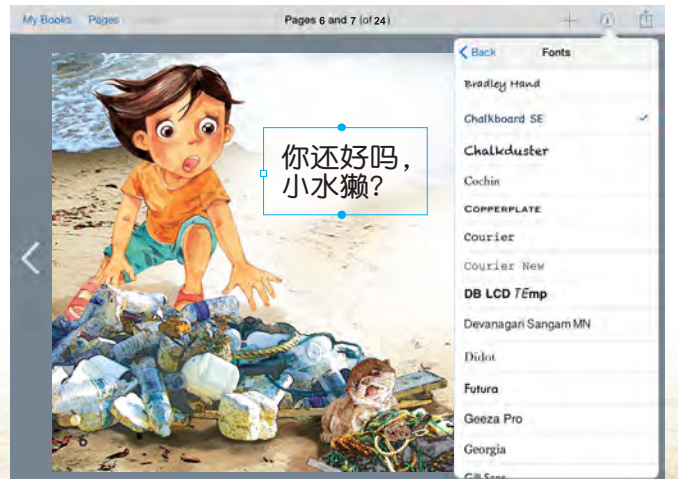 My Books Pages Pages 6 and 7 (of 24)
你还好吗，
小水獭？
6
Back Fonts
Bradley Hand
Chalkboard SE
Chalkduster
Cochin
COPPERPLATE
Courier
Courier New
DB LCD TEmp
Devanagari Sangam MN
Didot
Futura
Geeza Pro
Georgia
Gill Sans